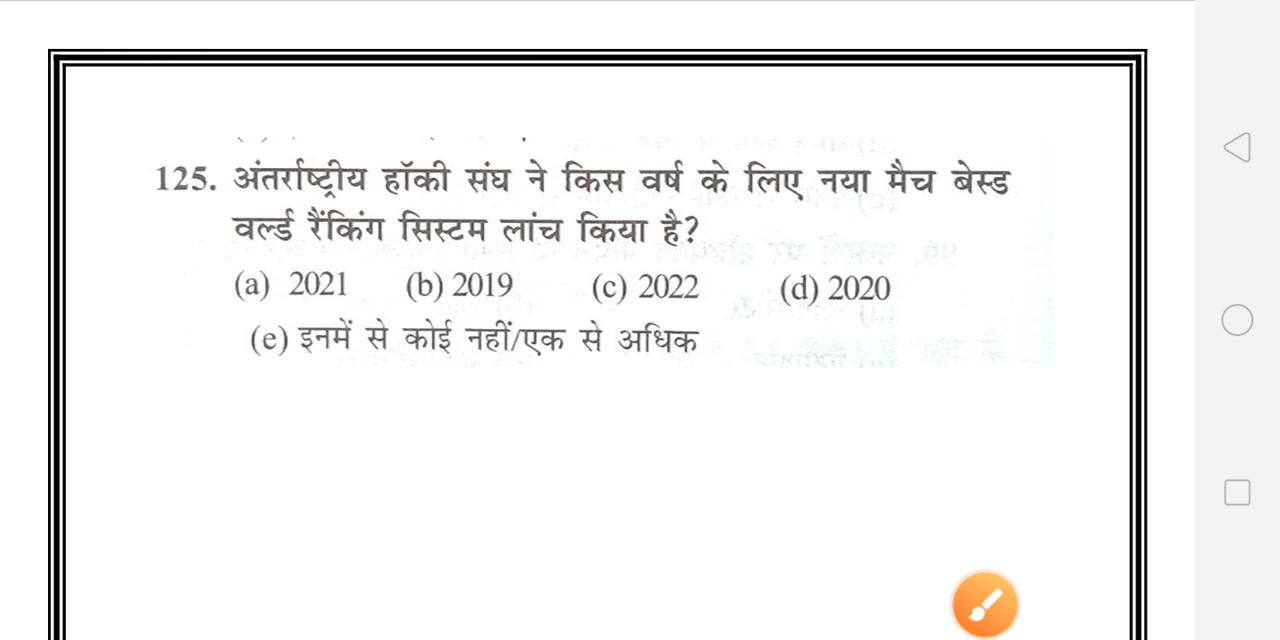 125. अंतर्राष्ट्रीय हॉकी संघ ने किस वर्ष के लिए नया मैच बेस्ड
वर्ल्ड रैंकिंग सिस्टम लांच किया है?
(a) 2021 (b) 2019 (c) 2022 (d) 2020
(e) इनमें से कोई नहीं/एक से अधिक